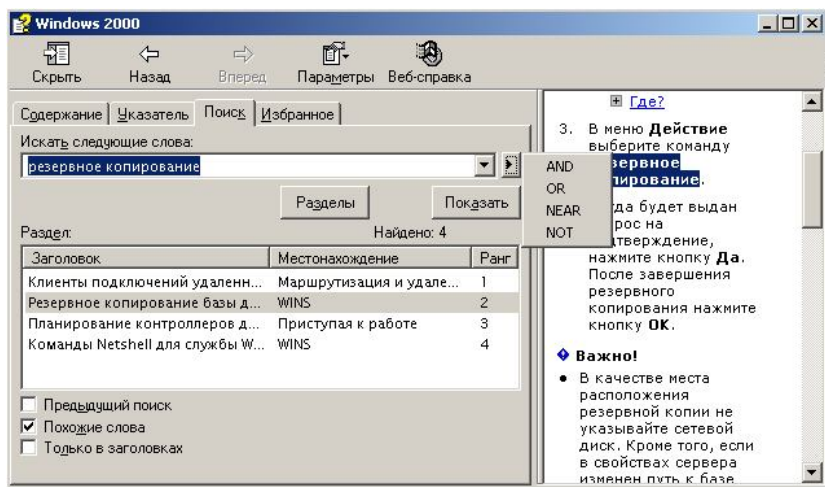 Windows 2000
Скрыть Назад Вперед Параметры Веб-справка
Содержание Указатель Поиск Избранное
Искать следующие слова:
резервное копирование
AND
OR
NEAR
NOT
Разделы Показать
Раздел: Найдено: 4
Заголовок Местонахождение Ранг
Клиенты подключений удаленн... Маршрутизация и удале... 1
Резервное копирование базы д... WINS 2
Планирование контроллеров д... Приступая к работе 3
Команды Netshell для службы W... WINS 4
Предыдущий поиск
Похожие слова
Только в заголовках
Где?
3. В меню Действие
выберите команду
зервное
пирование.
гда будет выдан
рос на
тверждение,
нажмите кнопку Да.
После завершения
резервного
копирования нажмите
кнопку OK.
Важно!
• В качестве места
расположения
резервной копии не
указывайте сетевой
диск. Кроме того, если
в свойствах сервера
изменен путь к базе